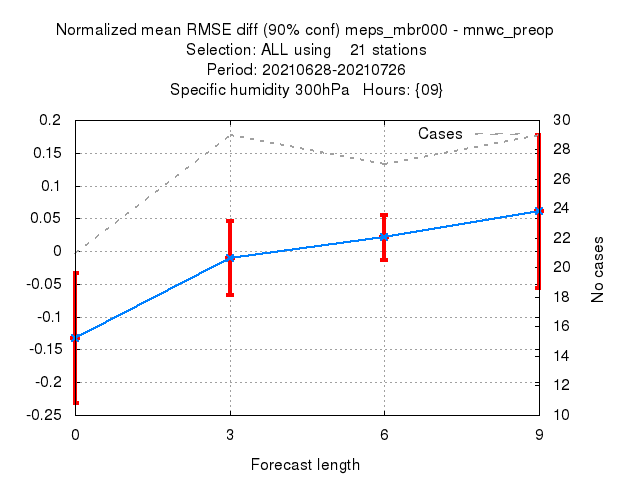 Normalized mean RMSE diff (90% conf) meps_mbr000 - mnwc_preop
Selection: ALL using 21 stations
Period: 20210628-20210726
Specific humidity 300hPa Hours: {09}
Cases
0.2
0.15
0.1
0.05
0
-0.05
-0.1
-0.15
-0.2
-0.25
30
28
26
24
22
20
18
16
14
12
10
No cases
0 3 6 9
Forecast length